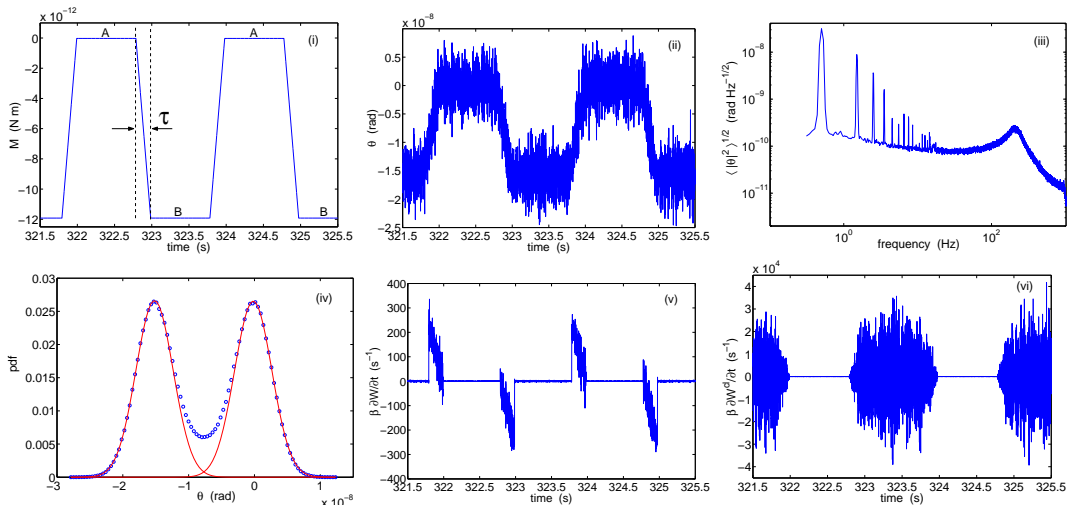 x 10⁻¹²
(i)
A
A
τ
B
B
0
−2
−4
−6
−8
−10
−12
M (N m)
321.5 322 322.5 323 323.5 324 324.5 325 325.5
time (s)
x 10⁻⁸
(ii)
1
0.5
0
−0.5
−1
−1.5
−2
−2.5
θ (rad)
321.5 322 322.5 323 323.5 324 324.5 325 325.5
time (s)
(iii)
10⁻⁸
10⁻⁹
10⁻¹⁰
10⁻¹¹
⟨ |θ|² ⟩^1/2 (rad Hz^-1/2)
10⁰ 10²
frequency (Hz)
(iv)
0.03
0.025
0.02
0.015
0.01
0.005
0
pdf
−3 −2 −1 0 1
θ (rad)
x 10⁻⁸
(v)
400
300
200
100
0
−100
−200
−300
−400
β ∂W/∂t (s⁻¹)
321.5 322 322.5 323 323.5 324 324.5 325 325.5
time (s)
x 10⁴
(vi)
4
3
2
1
0
−1
−2
−3
−4
β ∂Wᵈ/∂t (s⁻¹)
321.5 322 322.5 323 323.5 324 324.5 325 325.5
time (s)